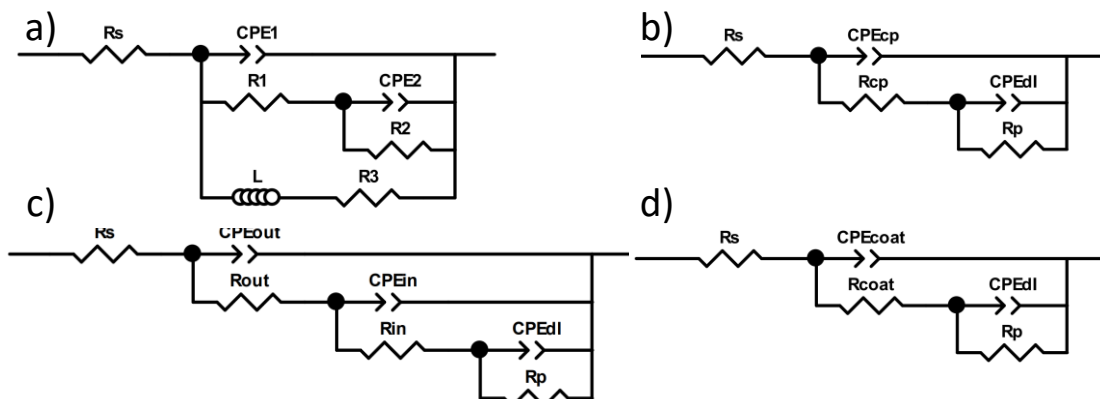 a)
Rs
CPE1
R1
CPE2
R2
L
R3
b)
Rs
CPEcp
Rcp
CPEdl
Rp
c)
Rs
CPEout
Rout
CPEin
Rin
CPEdl
Rp
d)
Rs
CPEcoat
Rcoat
CPEdl
Rp